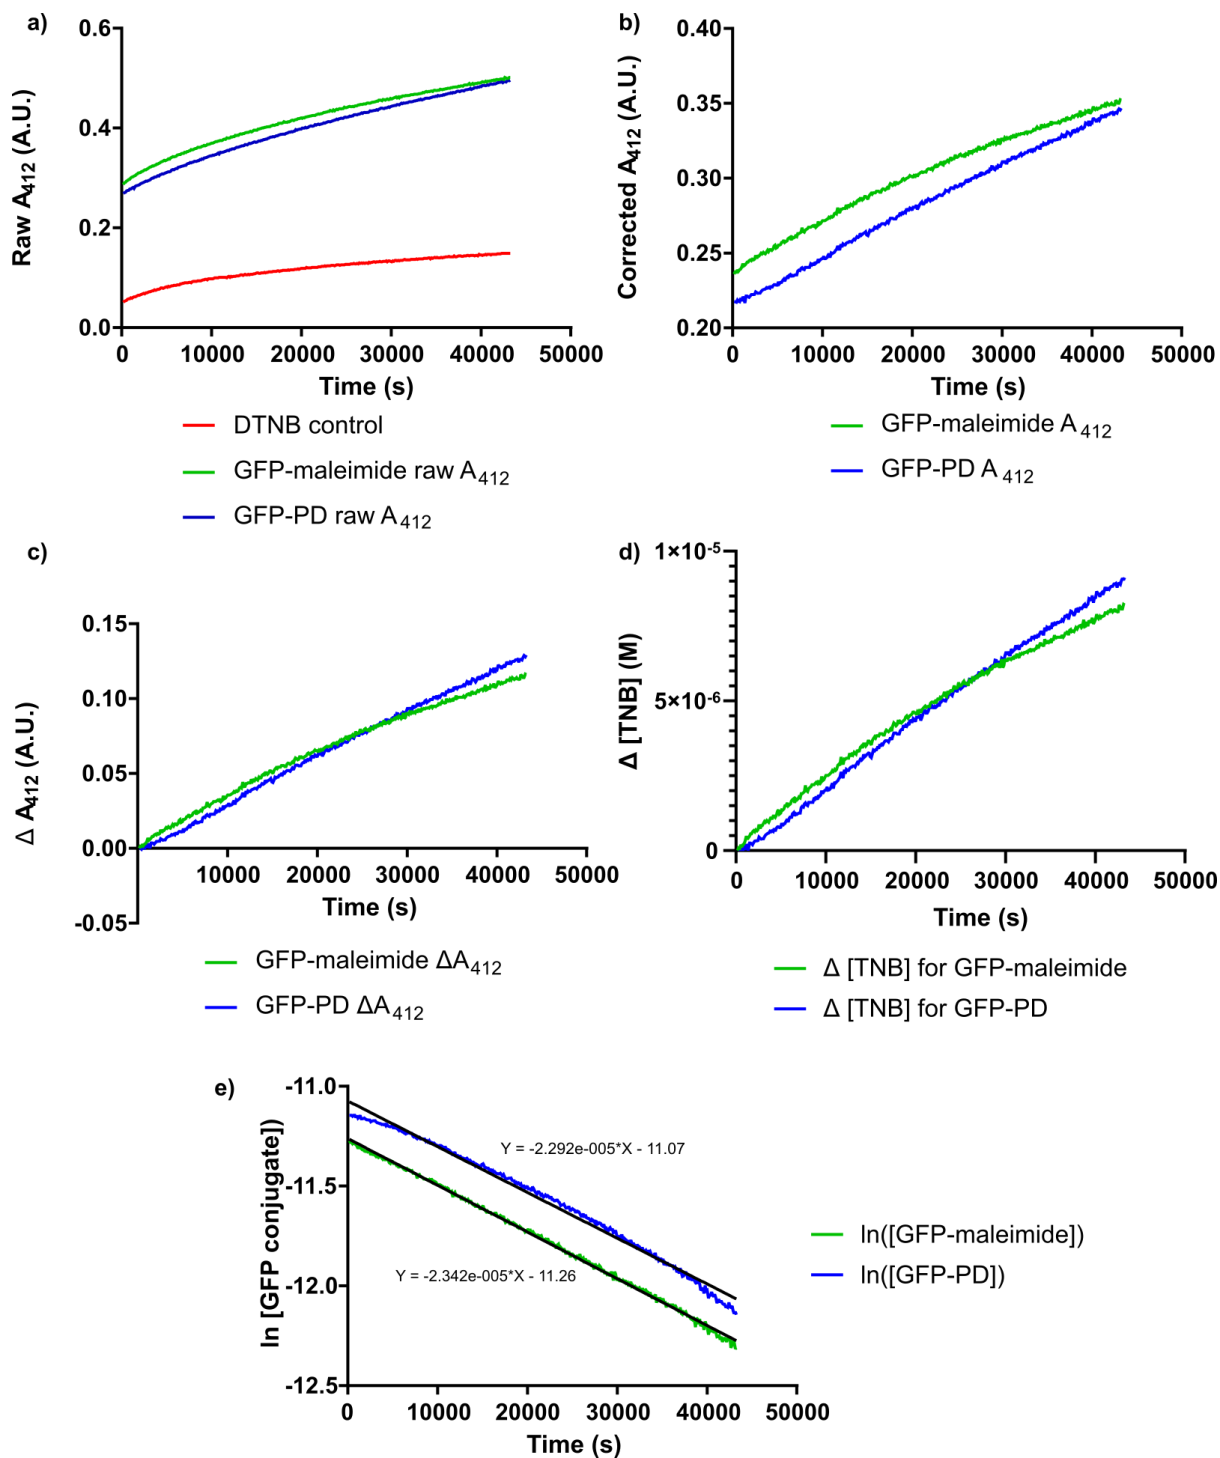 a)
Raw A412 (A.U.)
0.6
0.4
0.2
0.0
0 10000 20000 30000 40000 50000
Time (s)
DTNB control
GFP-maleimide raw A412
GFP-PD raw A412
b)
Corrected A412 (A.U.)
0.40
0.35
0.30
0.25
0.20
0 10000 20000 30000 40000 50000
Time (s)
GFP-maleimide A412
GFP-PD A412
c)
Δ A412 (A.U.)
0.15
0.10
0.05
0.00
-0.05
10000 20000 30000 40000 50000
Time (s)
GFP-maleimide ΔA412
GFP-PD ΔA412
d)
Δ [TNB] (M)
1×10-5
5×10-6
0
0 10000 20000 30000 40000 50000
Time (s)
Δ [TNB] for GFP-maleimide
Δ [TNB] for GFP-PD
e)
ln [GFP conjugate])
-11.0
-11.5
-12.0
-12.5
Y = -2.292e-005*X - 11.07
Y = -2.342e-005*X - 11.26
0 10000 20000 30000 40000 50000
Time (s)
ln([GFP-maleimide])
ln([GFP-PD])